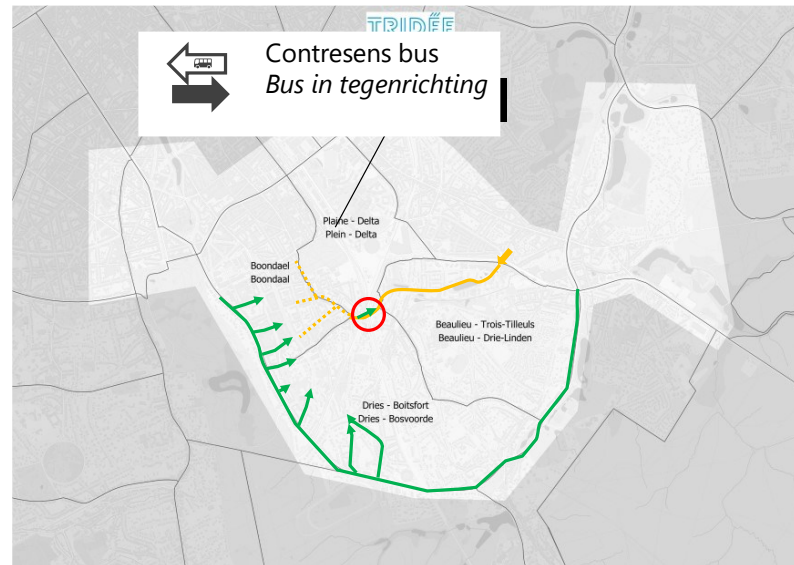 TRIDÉE
Contresens bus
Bus in tegenrichting
Plaine - Delta
Plein - Delta
Boondael
Boondaal
Beaulieu - Trois-Tilleuls
Beaulieu - Drie-Linden
Dries - Boitsfort
Dries - Bosvoorde